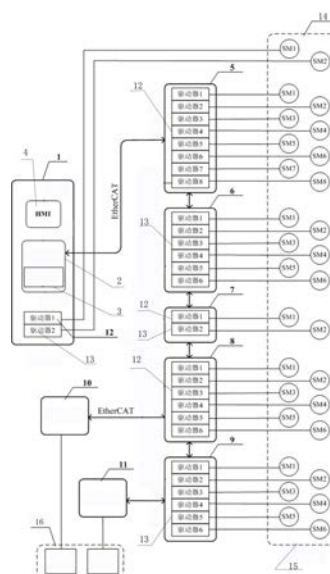 14
SM1
SM2
5
12
驱动器1
驱动器2
驱动器3
驱动器4
驱动器5
驱动器6
驱动器7
驱动器8
SM1
SM2
SM3
SM4
SM5
SM6
SM7
SM8
4
1
HMI
EtherCAT
2
3
驱动器1
驱动器2
12
13
6
13
驱动器1
驱动器2
驱动器3
驱动器4
驱动器5
驱动器6
SM1
SM2
SM3
SM4
SM5
SM6
7
12
13
驱动器1
驱动器2
SM1
SM2
8
12
驱动器1
驱动器2
驱动器3
驱动器4
驱动器5
驱动器6
SM1
SM2
SM3
SM4
SM5
SM6
10
EtherCAT
11
9
13
驱动器1
驱动器2
驱动器3
驱动器4
驱动器5
驱动器6
SM1
SM2
SM3
SM4
SM5
SM6
16
15